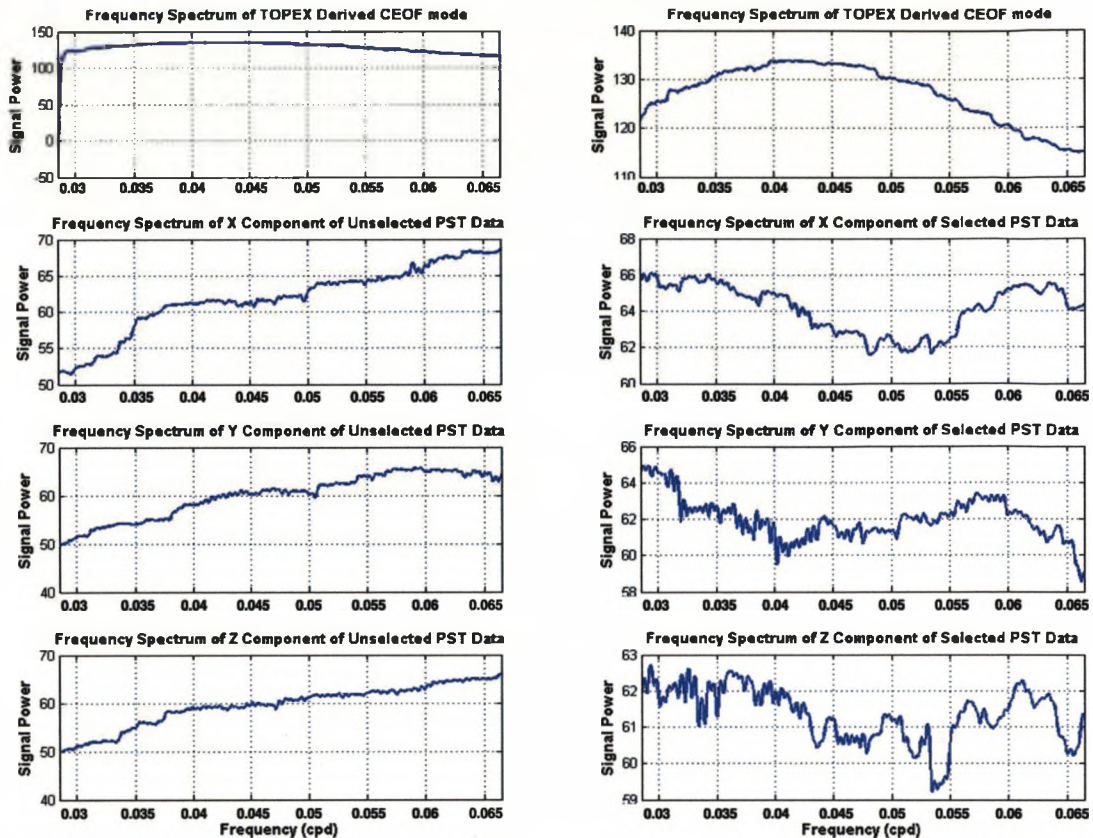 Frequency Spectrum of TOPEX Derived CEOF mode
Signal Power
150
100
50
0
-50
0.03 0.035 0.04 0.045 0.05 0.055 0.06 0.065
Frequency Spectrum of X Component of Unselected PST Data
Signal Power
70
65
60
55
50
0.03 0.035 0.04 0.045 0.05 0.055 0.06 0.065
Frequency Spectrum of Y Component of Unselected PST Data
Signal Power
70
60
50
40
0.03 0.035 0.04 0.045 0.05 0.055 0.06 0.065
Frequency Spectrum of Z Component of Unselected PST Data
Signal Power
70
60
50
40
0.03 0.035 0.04 0.045 0.05 0.055 0.06 0.065
Frequency (cpd)
Frequency Spectrum of TOPEX Derived CEOF mode
Signal Power
140
130
120
110
0.03 0.035 0.04 0.045 0.05 0.055 0.06 0.065
Frequency Spectrum of X Component of Selected PST Data
Signal Power
68
66
64
62
60
0.03 0.035 0.04 0.045 0.05 0.055 0.06 0.065
Frequency Spectrum of Y Component of Selected PST Data
Signal Power
66
64
62
60
58
0.03 0.035 0.04 0.045 0.05 0.055 0.06 0.065
Frequency Spectrum of Z Component of Selected PST Data
Signal Power
63
62
61
60
59
0.03 0.035 0.04 0.045 0.05 0.055 0.06 0.065
Frequency (cpd)